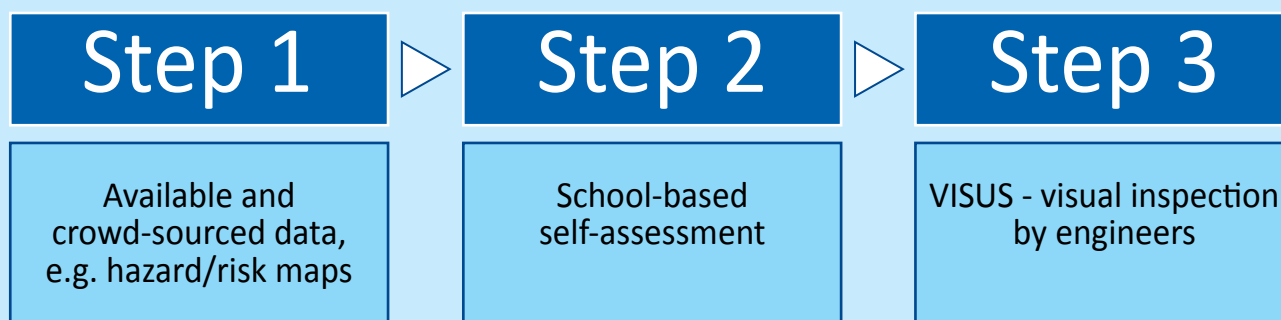 Step 1
Available and
crowd-sourced data,
e.g. hazard/risk maps
Step 2
School-based
self-assessment
Step 3
VISUS - visual inspection
by engineers